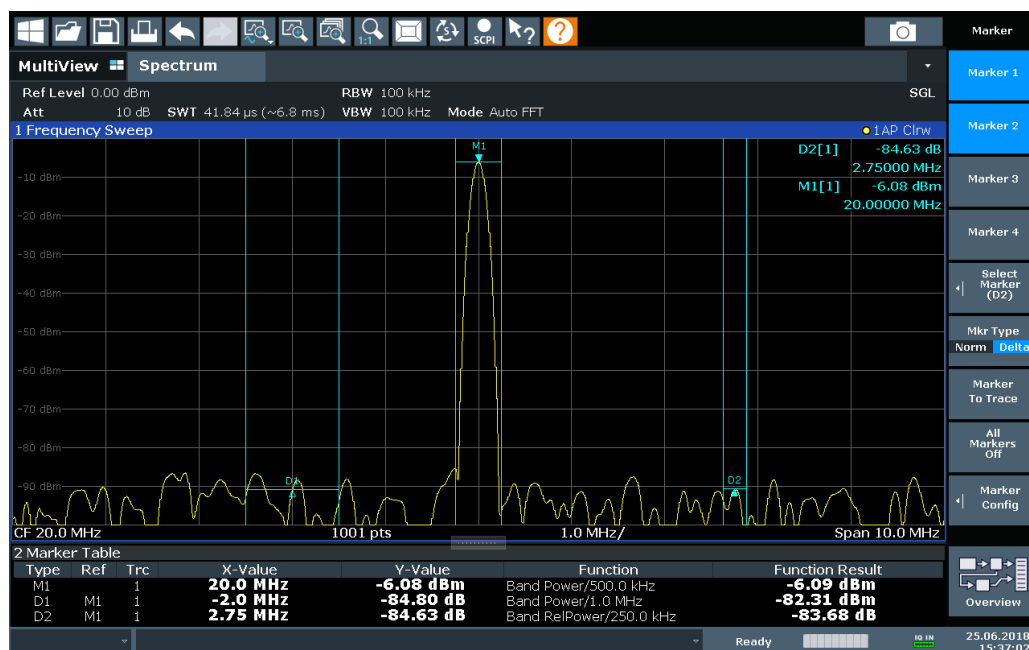 1:1
SCPI
?
?
Marker
MultiView Spectrum
Ref Level 0.00 dBm RBW 100 kHz SGL
Att 10 dB SWT 41.84 µs (~6.8 ms) VBW 100 kHz Mode Auto FFT
1 Frequency Sweep 1AP Clrw
M1
D2[1] -84.63 dB
2.75000 MHz
M1[1] -6.08 dBm
20.00000 MHz
-10 dBm
-20 dBm
-30 dBm
-40 dBm
-50 dBm
-60 dBm
-70 dBm
-80 dBm
-90 dBm
D1
D2
CF 20.0 MHz 1001 pts 1.0 MHz/ Span 10.0 MHz
2 Marker Table
Type Ref Trc X-Value Y-Value Function Function Result
M1 1 20.0 MHz -6.08 dBm Band Power/500.0 kHz -6.09 dBm
D1 M1 1 -2.0 MHz -84.80 dB Band Power/1.0 MHz -82.31 dBm
D2 M1 1 2.75 MHz -84.63 dB Band RelPower/250.0 kHz -83.68 dB
Marker 1
Marker 2
Marker 3
Marker 4
Select
Marker
(D2)
Mkr Type
Norm Delta
Marker
To Trace
All
Markers
Off
Marker
Config
Overview
Ready
IQ IN
25.06.2018
15:37:02